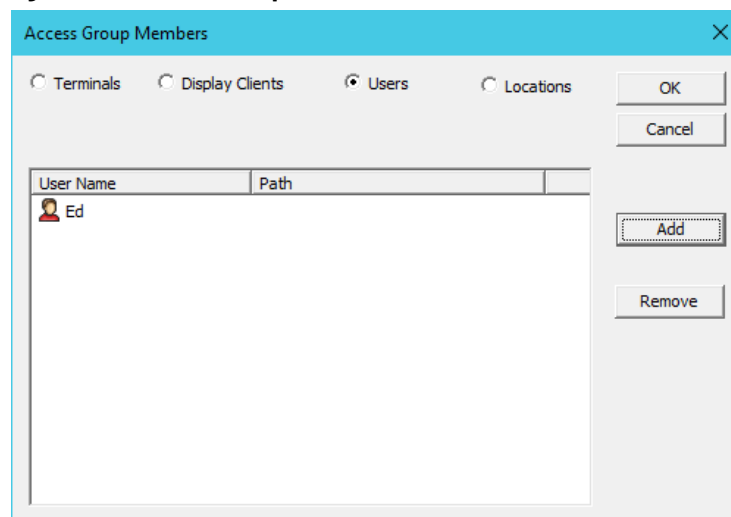 Access Group Members
Terminals Display Clients Users Locations
OK
Cancel
User Name Path
Ed
Add
Remove